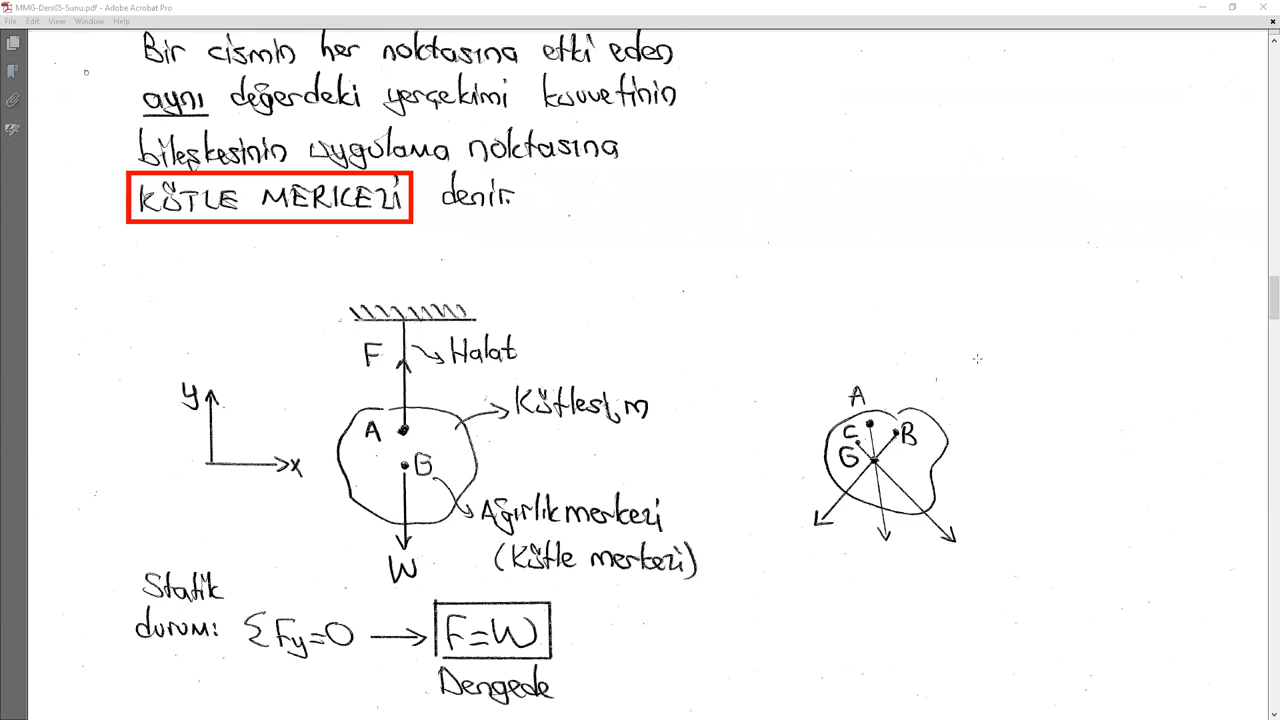 MMG-Ders05-Sunu.pdf - Adobe Acrobat Pro
File Edit View Window Help
Bir cismin her noktasına etki eden
aynı değerdeki yerçekimi kuvvetinin
bileşkesinin uygulama noktasına
KÜTLE MERKEZİ denir.
F Halat
y
x
A
Kütlesi, m
G
Ağırlık merkezi
(Kütle merkezi)
W
A
C
B
G
Statik
durum: ΣFy=0 → F=W
Dengede